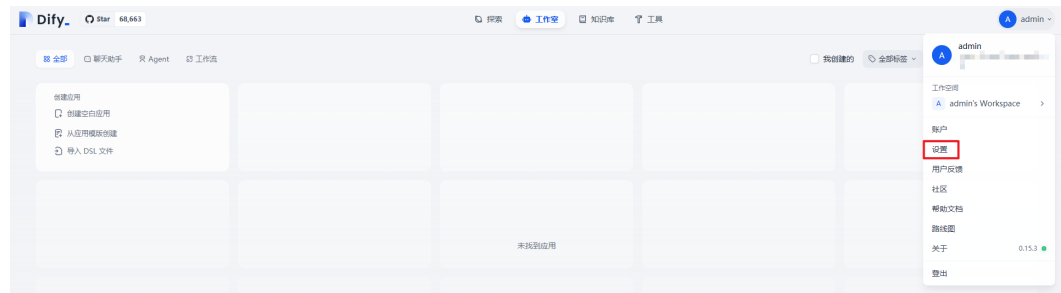 Dify_ Star 68,663 探索 工作室 知识库 工具 A admin
全部 聊天助手 Agent 工作流 我创建的 全部标签
创建应用
创建空白应用
从应用模版创建
导入 DSL 文件
未找到应用
A admin
工作空间
A admin's Workspace
账户
设置
用户反馈
社区
帮助文档
路线图
关于 0.15.3
登出